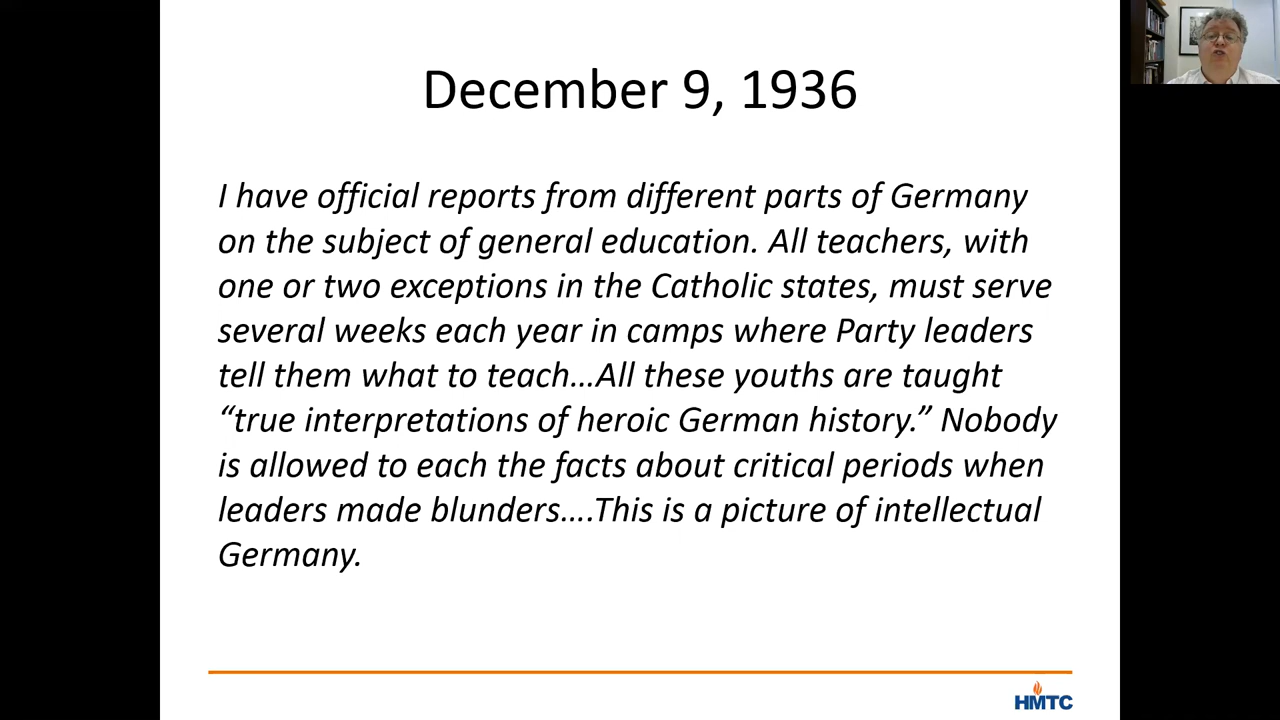 December 9, 1936
I have official reports from different parts of Germany
on the subject of general education. All teachers, with
one or two exceptions in the Catholic states, must serve
several weeks each year in camps where Party leaders
tell them what to teach…All these youths are taught
“true interpretations of heroic German history.” Nobody
is allowed to each the facts about critical periods when
leaders made blunders….This is a picture of intellectual
Germany.
HMTC